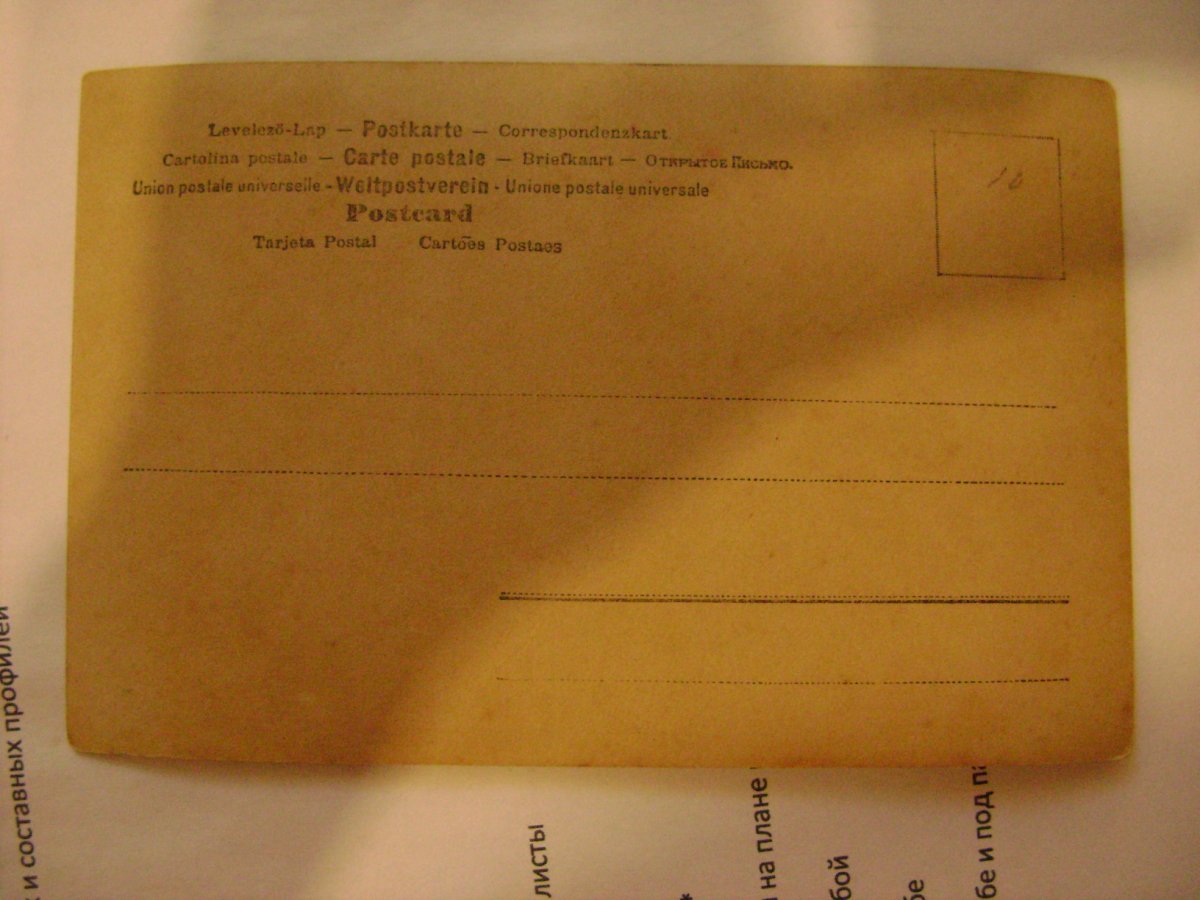 Levelező-Lap — Postkarte — Correspondenzkart
Cartolina postale — Carte postale — Briefkaart — Открытое Письмо.
Union postale universelle - Weltpostverein - Unione postale universale
Postcard
Tarjeta Postal Cartões Postaes
и составных профилей
листы
на плане
бой
бе
бе и под